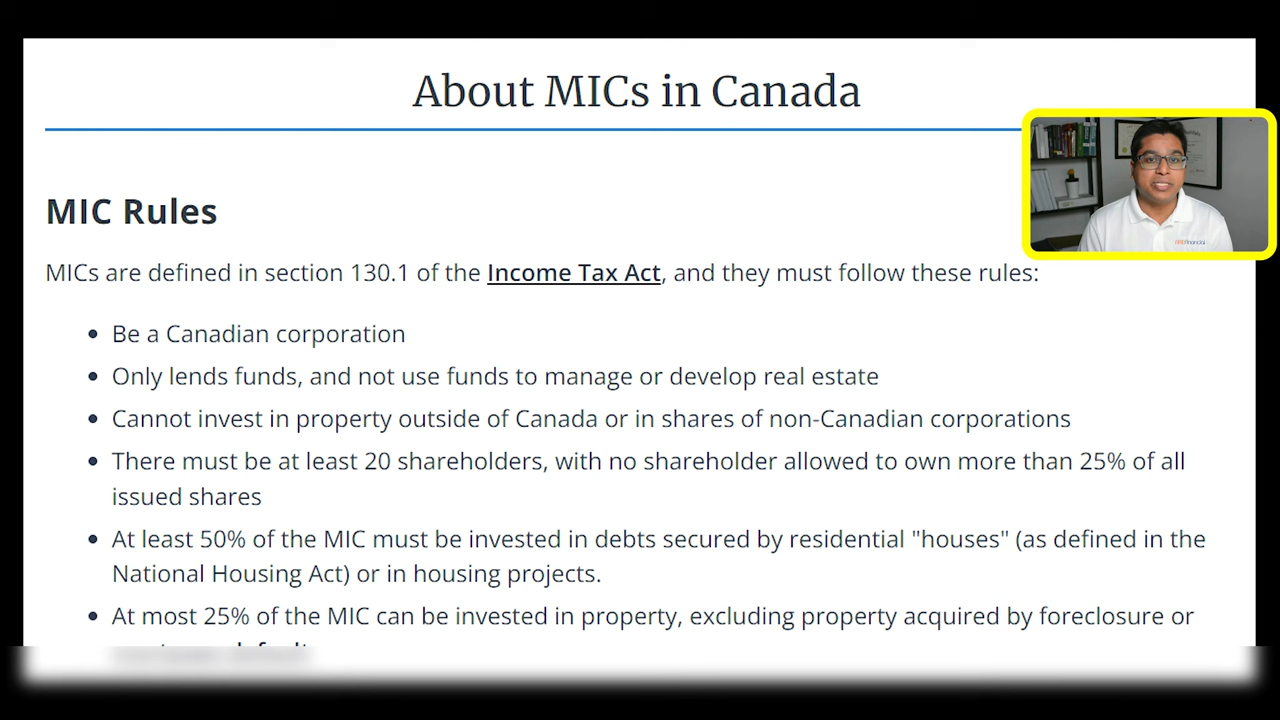 About MICs in Canada
MIC Rules
MICs are defined in section 130.1 of the Income Tax Act, and they must follow these rules:
• Be a Canadian corporation
• Only lends funds, and not use funds to manage or develop real estate
• Cannot invest in property outside of Canada or in shares of non-Canadian corporations
• There must be at least 20 shareholders, with no shareholder allowed to own more than 25% of all
issued shares
• At least 50% of the MIC must be invested in debts secured by residential "houses" (as defined in the
National Housing Act) or in housing projects.
• At most 25% of the MIC can be invested in property, excluding property acquired by foreclosure or